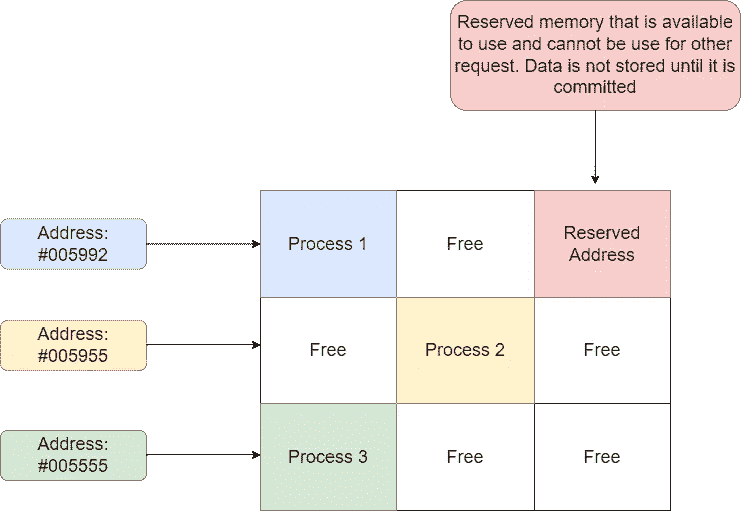 Reserved memory that is available
to use and cannot be use for other
request. Data is not stored until it is
committed
Address:
#005992
Process 1
Free
Reserved
Address
Address:
#005955
Free
Process 2
Free
Address:
#005555
Process 3
Free
Free